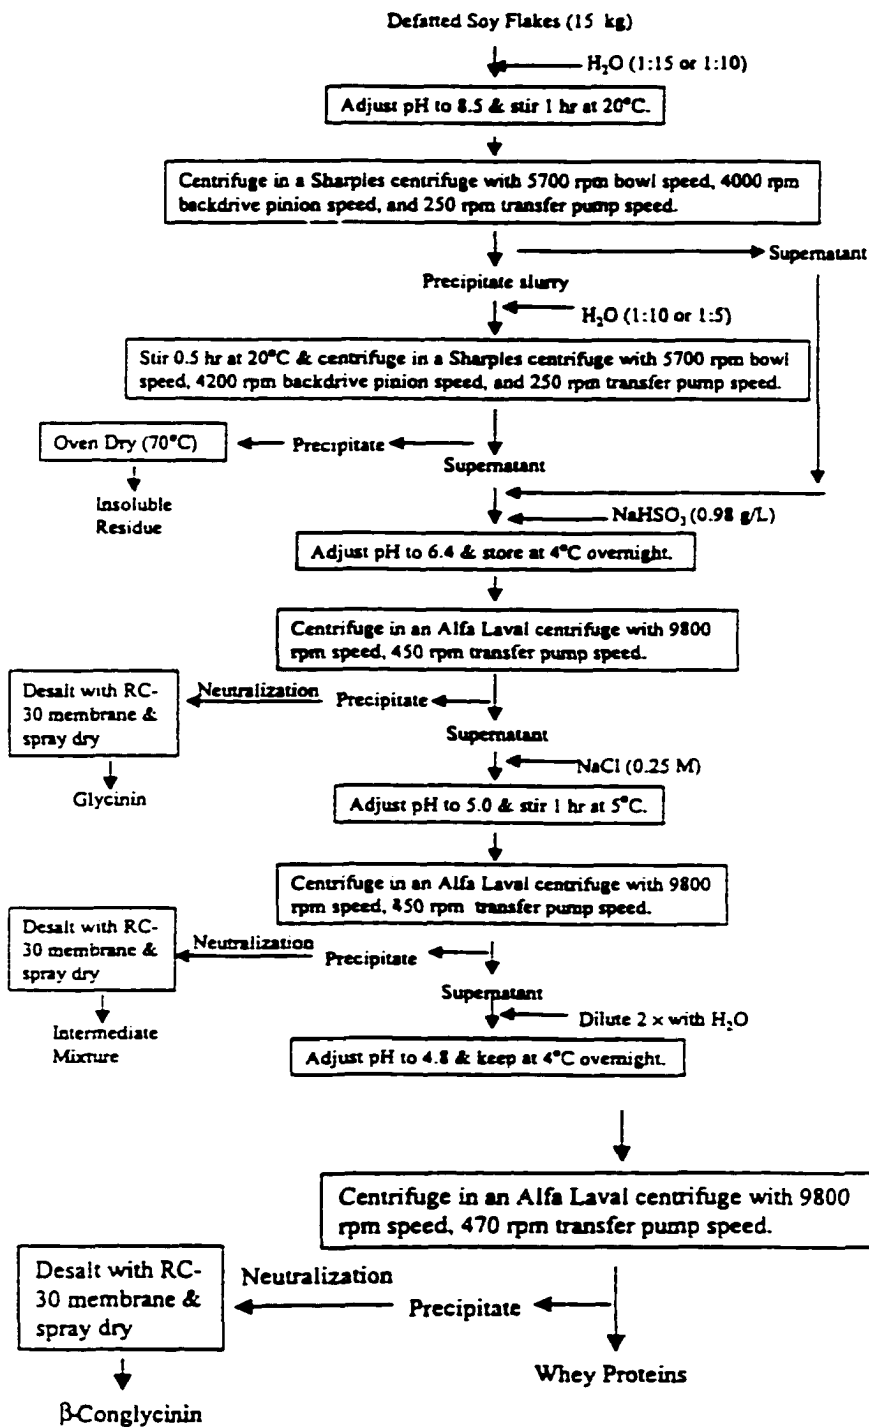 Defatted Soy Flakes (15 kg)
H₂O (1:15 or 1:10)
Adjust pH to 8.5 & stir 1 hr at 20°C.
Centrifuge in a Sharples centrifuge with 5700 rpm bowl speed, 4000 rpm
backdrive pinion speed, and 250 rpm transfer pump speed.
Supernatant
Precipitate slurry
H₂O (1:10 or 1:5)
Stir 0.5 hr at 20°C & centrifuge in a Sharples centrifuge with 5700 rpm bowl
speed, 4200 rpm backdrive pinion speed, and 250 rpm transfer pump speed.
Oven Dry (70°C)
Precipitate
Supernatant
Insoluble
Residue
NaHSO₃ (0.98 g/L)
Adjust pH to 6.4 & store at 4°C overnight.
Centrifuge in an Alfa Laval centrifuge with 9800
rpm speed, 450 rpm transfer pump speed.
Desalt with RC-
30 membrane &
spray dry
Neutralization
Precipitate
Supernatant
Glycinin
NaCl (0.25 M)
Adjust pH to 5.0 & stir 1 hr at 5°C.
Centrifuge in an Alfa Laval centrifuge with 9800
rpm speed, 450 rpm transfer pump speed.
Desalt with RC-
30 membrane &
spray dry
Neutralization
Precipitate
Supernatant
Intermediate
Mixture
Dilute 2 × with H₂O
Adjust pH to 4.8 & keep at 4°C overnight.
Centrifuge in an Alfa Laval centrifuge with 9800
rpm speed, 470 rpm transfer pump speed.
Desalt with RC-
30 membrane &
spray dry
Neutralization
Precipitate
Whey Proteins
β-Conglycinin